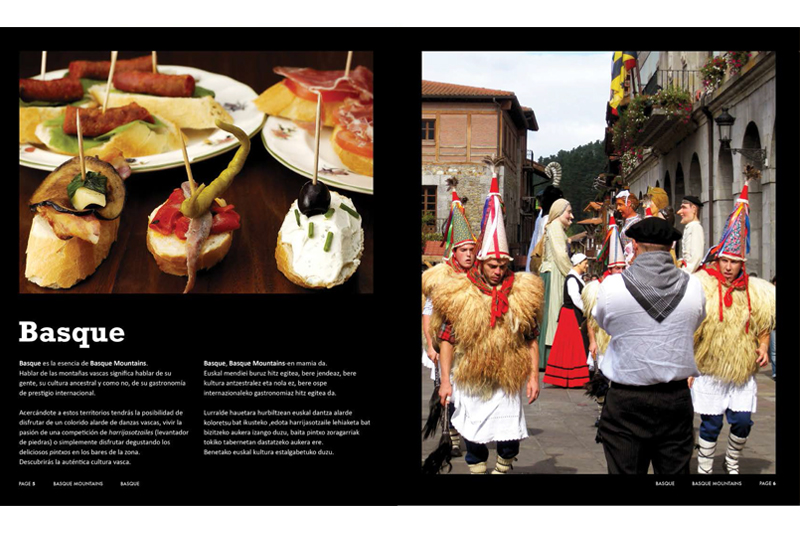 Basque
Basque es la esencia de Basque Mountains.
Hablar de las montañas vascas significa hablar de su
gente, su cultura ancestral y como no, de su gastronomía
de prestigio internacional.
Acercándote a estos territorios tendrás la posibilidad de
disfrutar de un colorido alarde de danzas vascas, vivir la
pasión de una competición de harrijasotzailes (levantador
de piedras) o simplemente disfrutar degustando los
deliciosos pintxos en los bares de la zona.
Descubrirás la auténtica cultura vasca.
Basque, Basque Mountains-en mamia da.
Euskal mendiei buruz hitz egitea, bere jendeaz, bere
kultura antzestralez eta nola ez, bere ospe
internazionaleko gastronomiaz hitz egitea da.
Lurralde hauetara hurbiltzean euskal dantza alarde
koloretsu bat ikusteko ,edota harrijasotzaile lehiaketa bat
bizitzeko aukera izango duzu, baita pintxo zoragarriak
tokiko tabernetan dastatzeko aukera ere.
Benetako euskal kultura estalgabetuko duzu.
PAGE 5 BASQUE MOUNTAINS BASQUE
BASQUE BASQUE MOUNTAINS PAGE 6